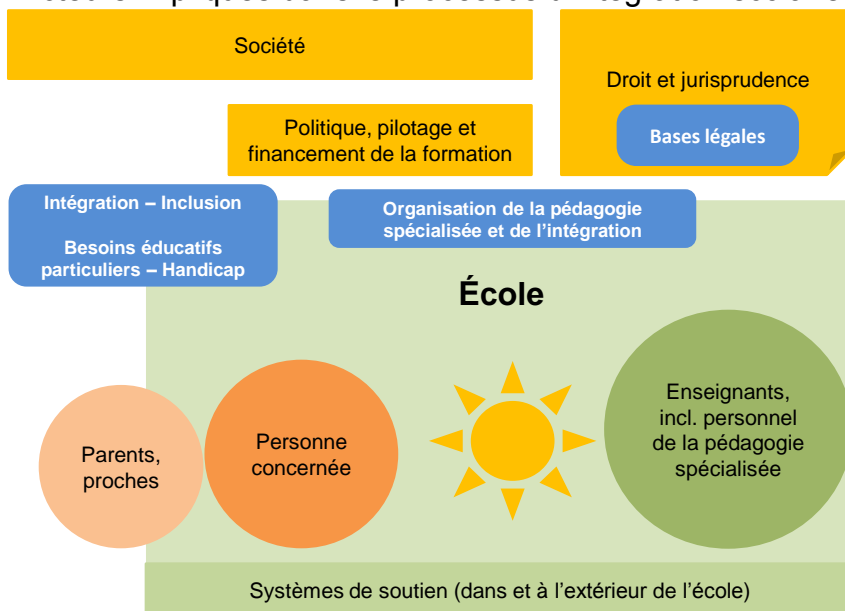 Société
Droit et jurisprudence
Politique, pilotage et
financement de la formation
Bases légales
Intégration – Inclusion
Besoins éducatifs
particuliers – Handicap
Organisation de la pédagogie
spécialisée et de l’intégration
École
Parents,
proches
Personne
concernée
Enseignants,
incl. personnel
de la pédagogie
spécialisée
Systèmes de soutien (dans et à l’extérieur de l’école)